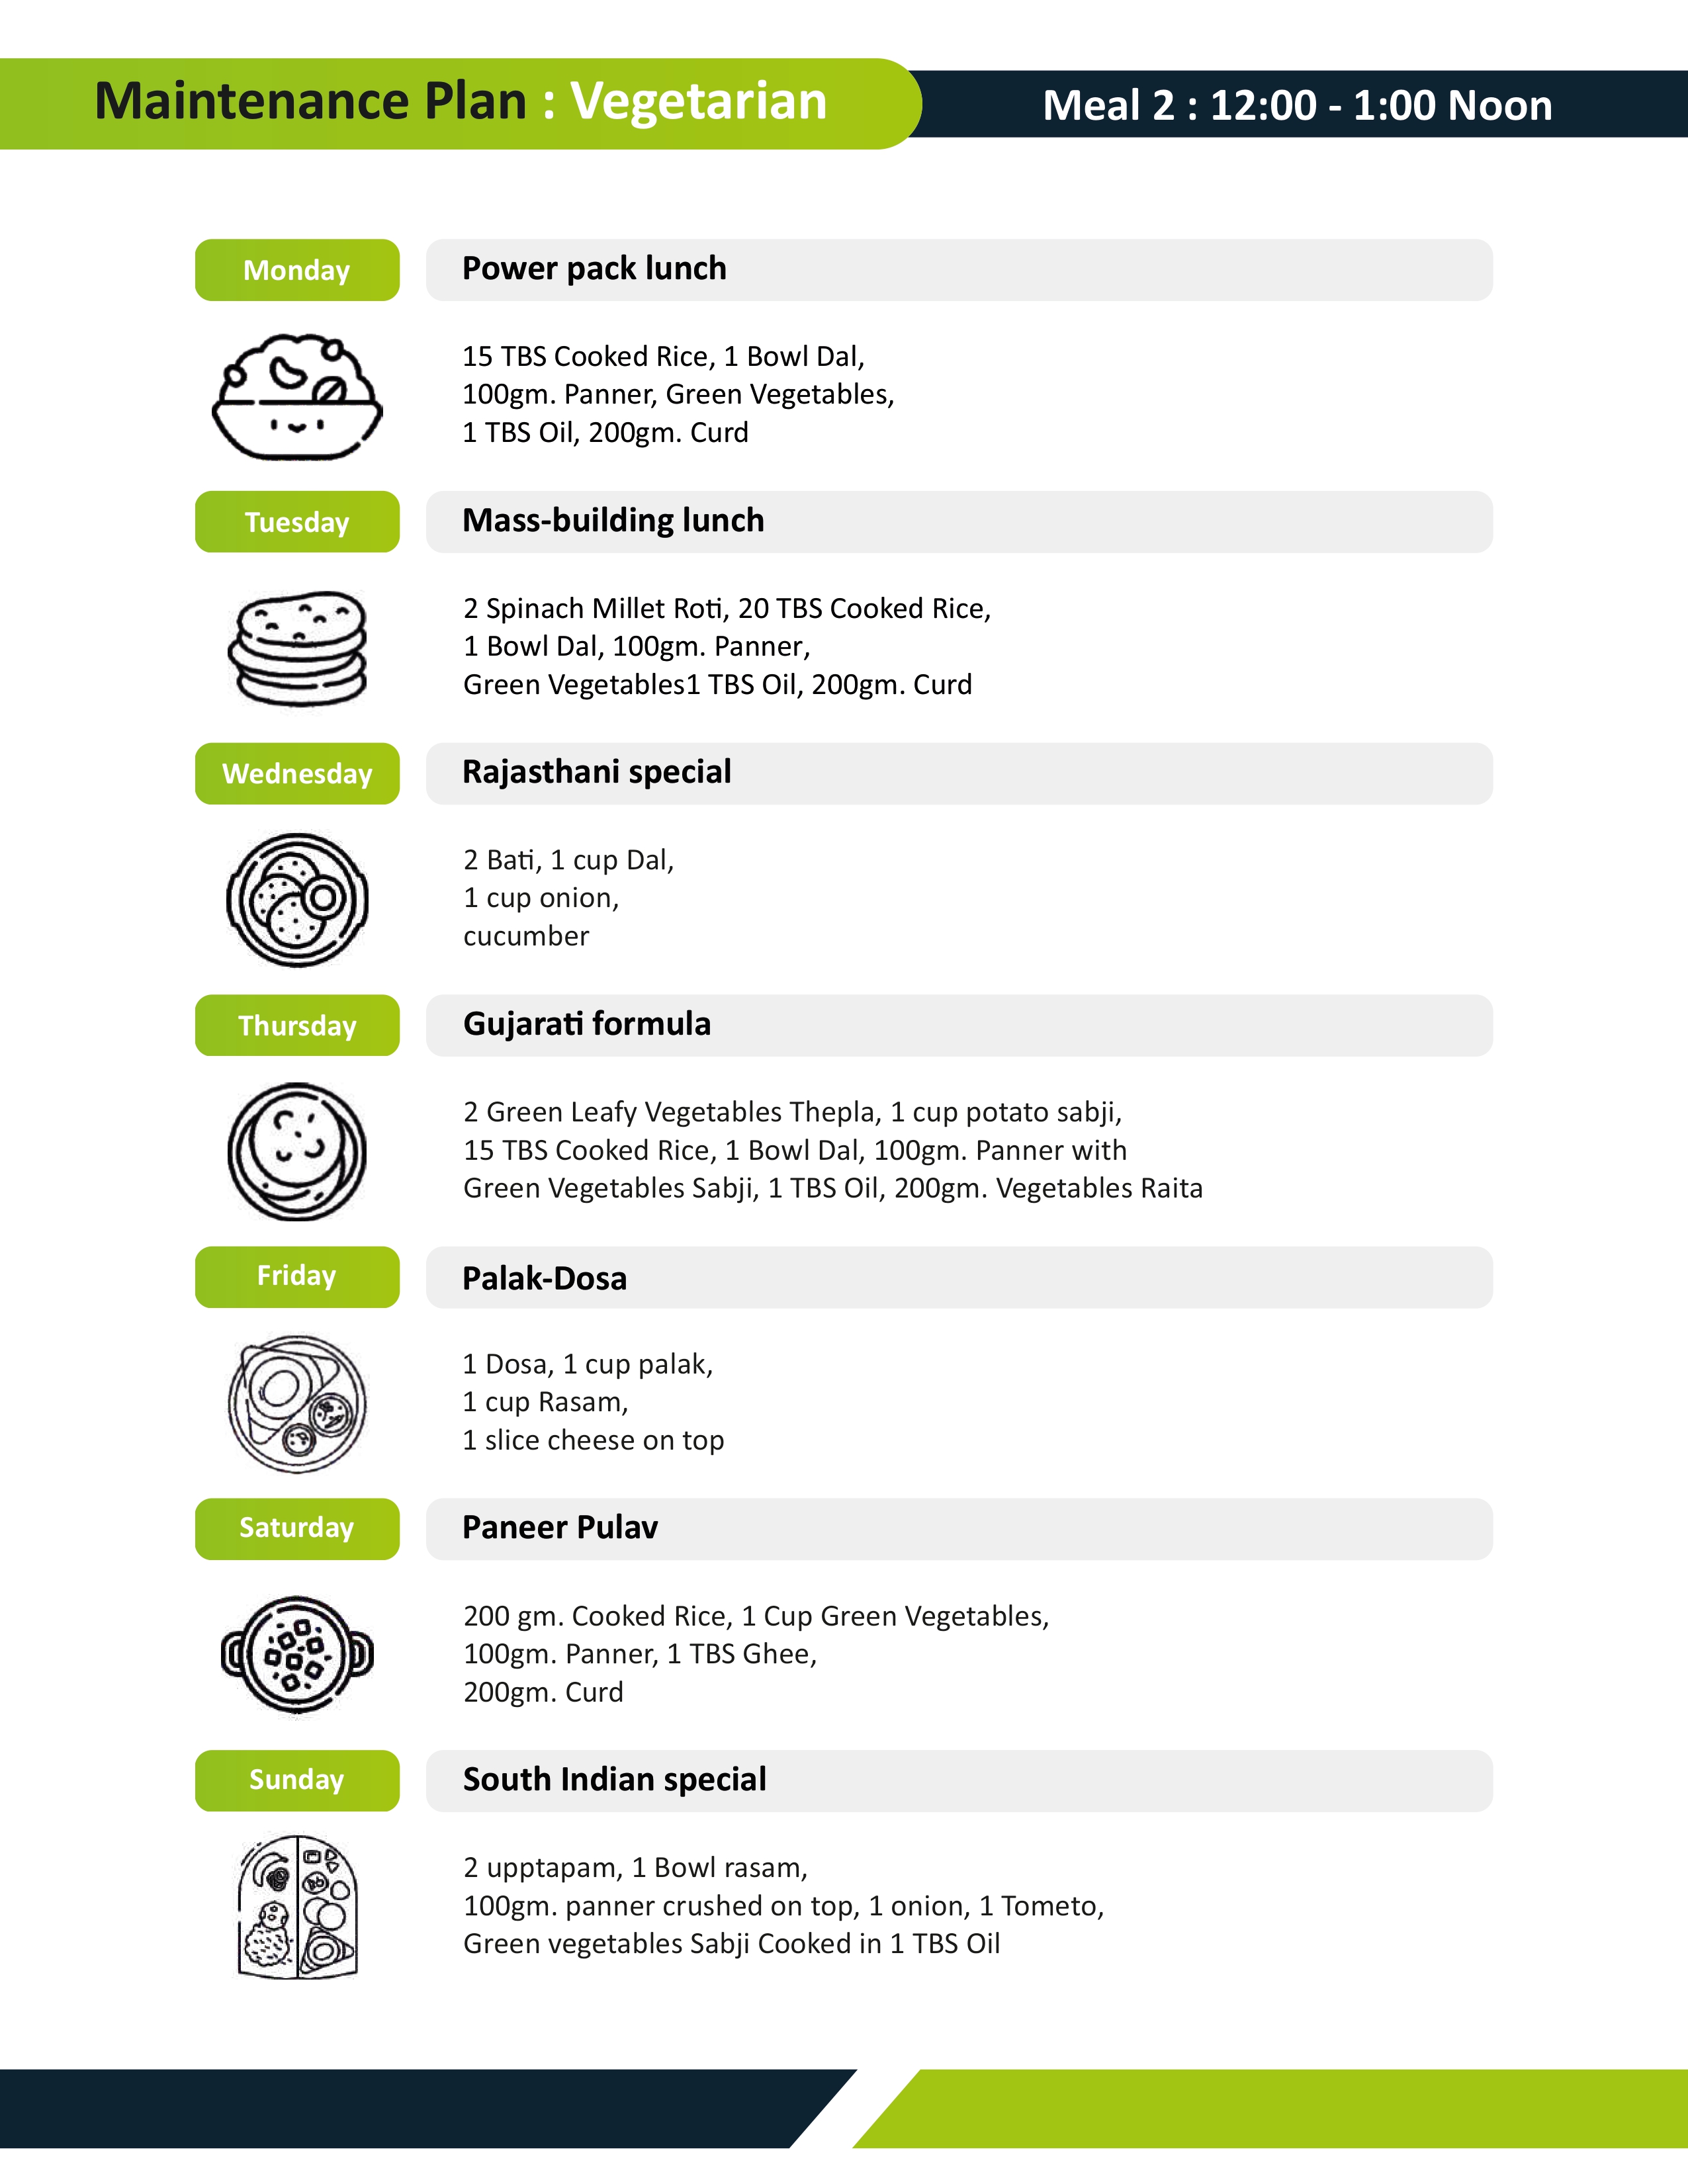 Maintenance Plan : Vegetarian
Meal 2 : 12:00 - 1:00 Noon
Monday
Power pack lunch
15 TBS Cooked Rice, 1 Bowl Dal,
100gm. Panner, Green Vegetables,
1 TBS Oil, 200gm. Curd
Tuesday
Mass-building lunch
2 Spinach Millet Roti, 20 TBS Cooked Rice,
1 Bowl Dal, 100gm. Panner,
Green Vegetables1 TBS Oil, 200gm. Curd
Wednesday
Rajasthani special
2 Bati, 1 cup Dal,
1 cup onion,
cucumber
Thursday
Gujarati formula
2 Green Leafy Vegetables Thepla, 1 cup potato sabji,
15 TBS Cooked Rice, 1 Bowl Dal, 100gm. Panner with
Green Vegetables Sabji, 1 TBS Oil, 200gm. Vegetables Raita
Friday
Palak-Dosa
1 Dosa, 1 cup palak,
1 cup Rasam,
1 slice cheese on top
Saturday
Paneer Pulav
200 gm. Cooked Rice, 1 Cup Green Vegetables,
100gm. Panner, 1 TBS Ghee,
200gm. Curd
Sunday
South Indian special
2 upptapam, 1 Bowl rasam,
100gm. panner crushed on top, 1 onion, 1 Tometo,
Green vegetables Sabji Cooked in 1 TBS Oil